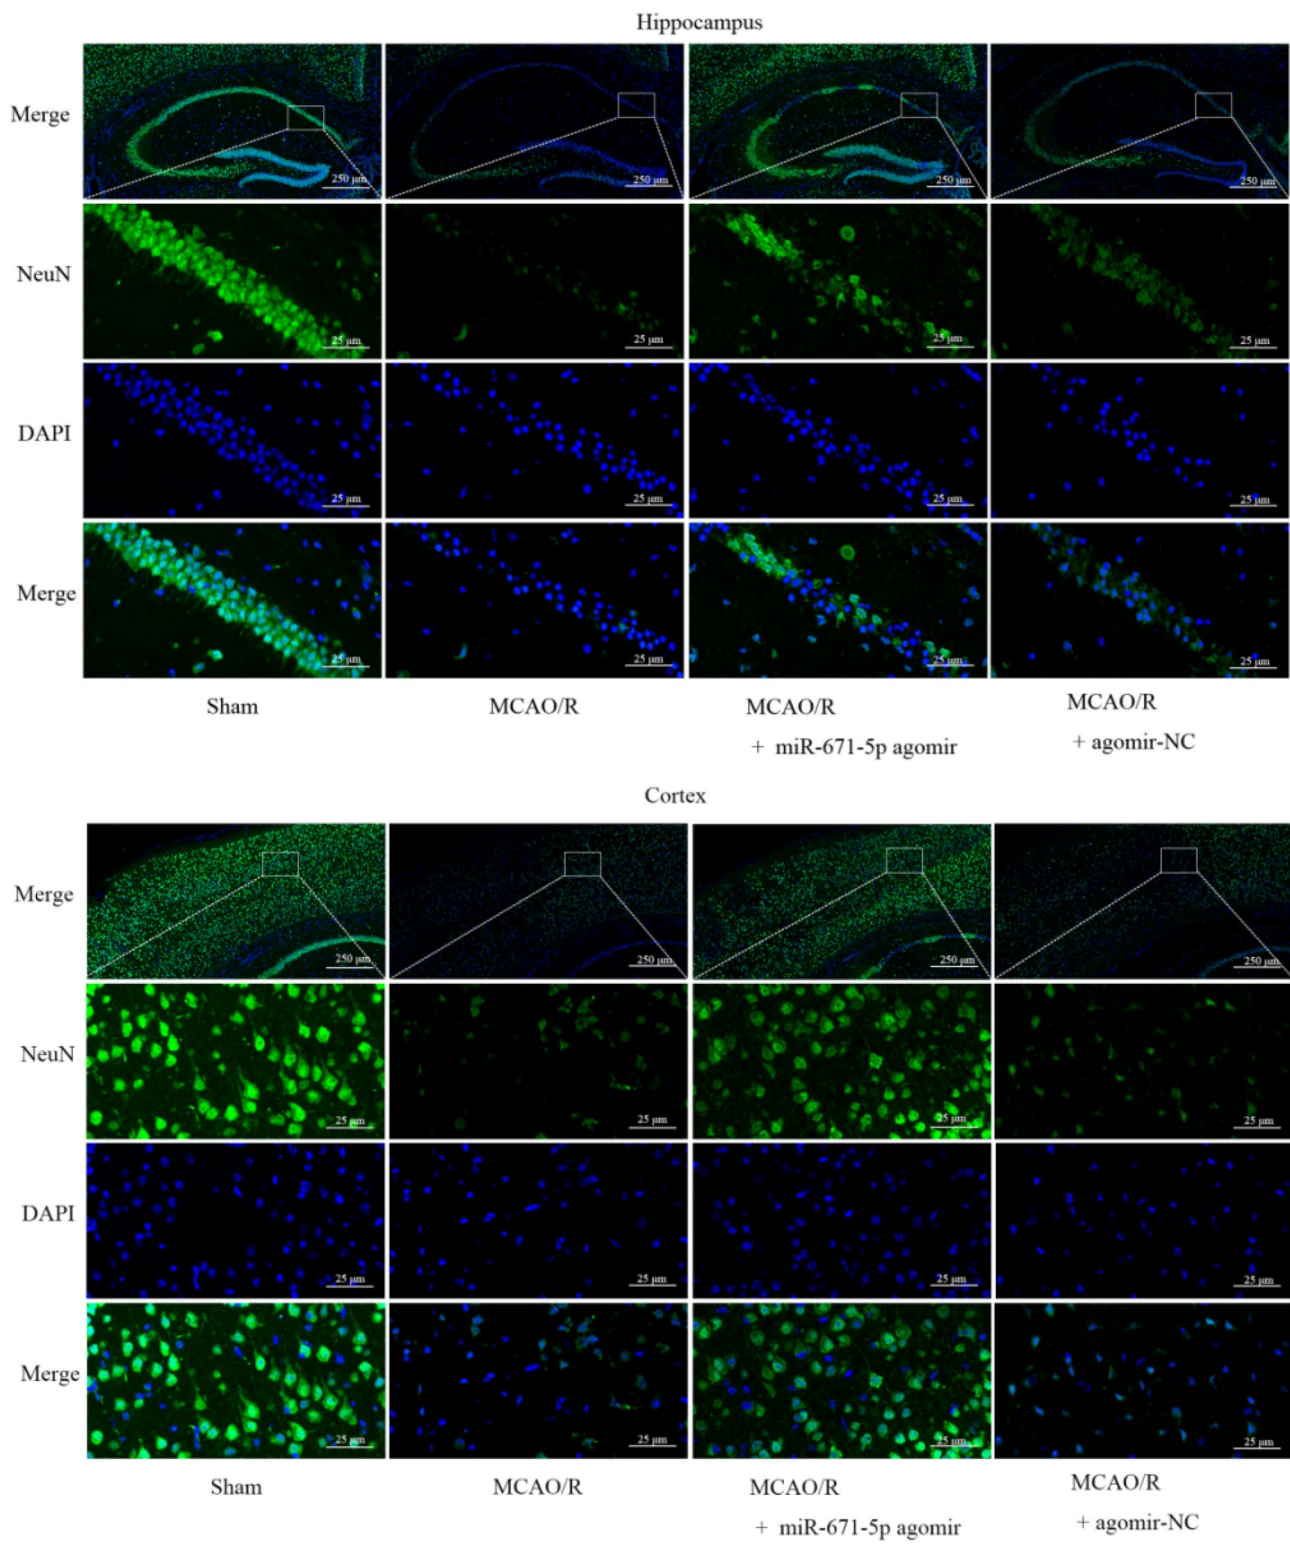 Hippocampus
Merge
250 μm 250 μm 250 μm 250 μm
NeuN
25 μm 25 μm 25 μm 25 μm
DAPI
25 μm 25 μm 25 μm 25 μm
Merge
25 μm 25 μm 25 μm 25 μm
Sham MCAO/R MCAO/R MCAO/R
+ miR-671-5p agomir + agomir-NC
Cortex
Merge
250 μm 250 μm 250 μm 250 μm
NeuN
25 μm 25 μm 25 μm 25 μm
DAPI
25 μm 25 μm 25 μm 25 μm
Merge
25 μm 25 μm 25 μm 25 μm
Sham MCAO/R MCAO/R MCAO/R
+ miR-671-5p agomir + agomir-NC